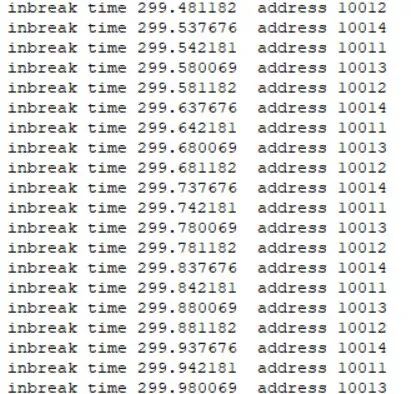 inbreak time 299.481182  address 10012
inbreak time 299.537676  address 10014
inbreak time 299.542181  address 10011
inbreak time 299.580069  address 10013
inbreak time 299.581182  address 10012
inbreak time 299.637676  address 10014
inbreak time 299.642181  address 10011
inbreak time 299.680069  address 10013
inbreak time 299.681182  address 10012
inbreak time 299.737676  address 10014
inbreak time 299.742181  address 10011
inbreak time 299.780069  address 10013
inbreak time 299.781182  address 10012
inbreak time 299.837676  address 10014
inbreak time 299.842181  address 10011
inbreak time 299.880069  address 10013
inbreak time 299.881182  address 10012
inbreak time 299.937676  address 10014
inbreak time 299.942181  address 10011
inbreak time 299.980069  address 10013